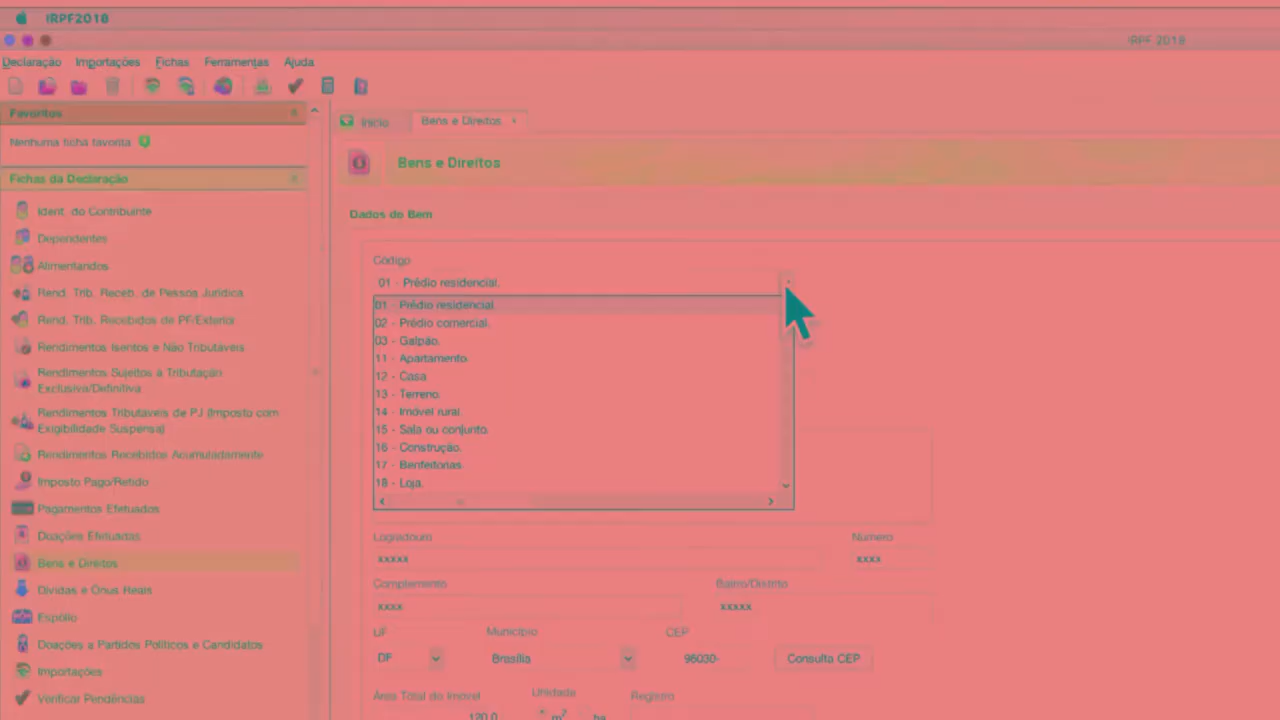 IRPF2018
IRPF 2018
Declaração Importações Fichas Ferramentas Ajuda
Favoritos
Nenhuma ficha favorita
Início Bens e Direitos
Bens e Direitos
Fichas da Declaração
Ident. do Contribuinte
Dependentes
Alimentandos
Rend. Trib. Receb. de Pessoa Jurídica
Rend. Trib. Recebidos de PF/Exterior
Rendimentos Isentos e Não Tributáveis
Rendimentos Sujeitos à Tributação
Exclusiva/Definitiva
Rendimentos Tributáveis de PJ (Imposto com
Exigibilidade Suspensa)
Rendimentos Recebidos Acumuladamente
Imposto Pago/Retido
Pagamentos Efetuados
Doações Efetuadas
Bens e Direitos
Dívidas e Ônus Reais
Espólio
Doações a Partidos Políticos e Candidatos
Importações
Verificar Pendências
Dados do Bem
Código
01 - Prédio residencial.
01 - Prédio residencial.
02 - Prédio comercial.
03 - Galpão.
11 - Apartamento.
12 - Casa.
13 - Terreno.
14 - Imóvel rural.
15 - Sala ou conjunto.
16 - Construção.
17 - Benfeitorias.
18 - Loja.
Logradouro Número
xxxxx xxxx
Complemento Bairro/Distrito
xxxx xxxxx
UF Município CEP
DF Brasília 96030- Consulta CEP
Área Total do Imóvel Unidade Registro
120,0 m² ha